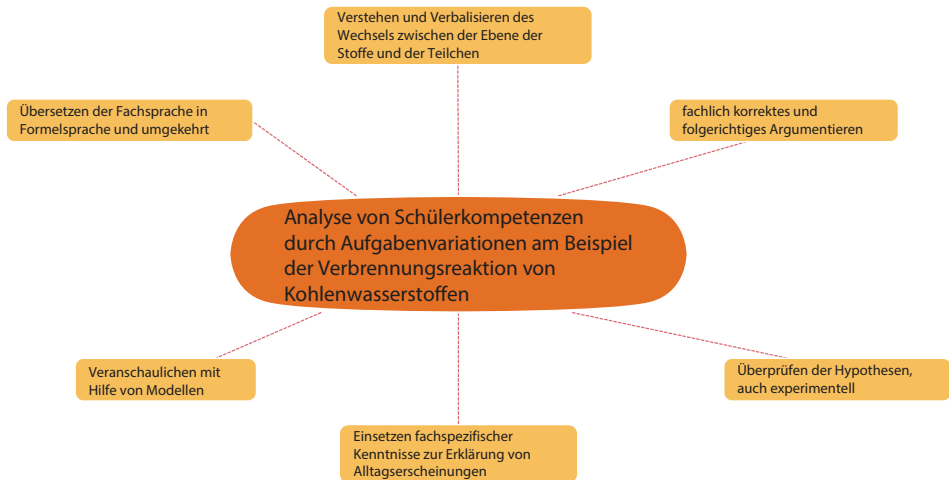 Verstehen und Verbalisieren des
Wechsels zwischen der Ebene der
Stoffe und der Teilchen
Übersetzen der Fachsprache in
Formelsprache und umgekehrt
fachlich korrektes und
folgerichtiges Argumentieren
Analyse von Schülerkompetenzen
durch Aufgabenvariationen am Beispiel
der Verbrennungsreaktion von
Kohlenwasserstoffen
Veranschaulichen mit
Hilfe von Modellen
Überprüfen der Hypothesen,
auch experimentell
Einsetzen fachspezifischer
Kenntnisse zur Erklärung von
Alltagserscheinungen